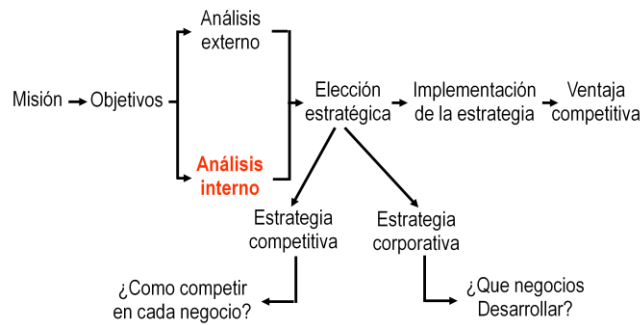 Análisis
externo
Misión
Objetivos
Elección
estratégica
Implementación
de la estrategia
Ventaja
competitiva
Análisis
interno
Estrategia
competitiva
Estrategia
corporativa
¿Como competir
en cada negocio?
¿Que negocios
Desarrollar?